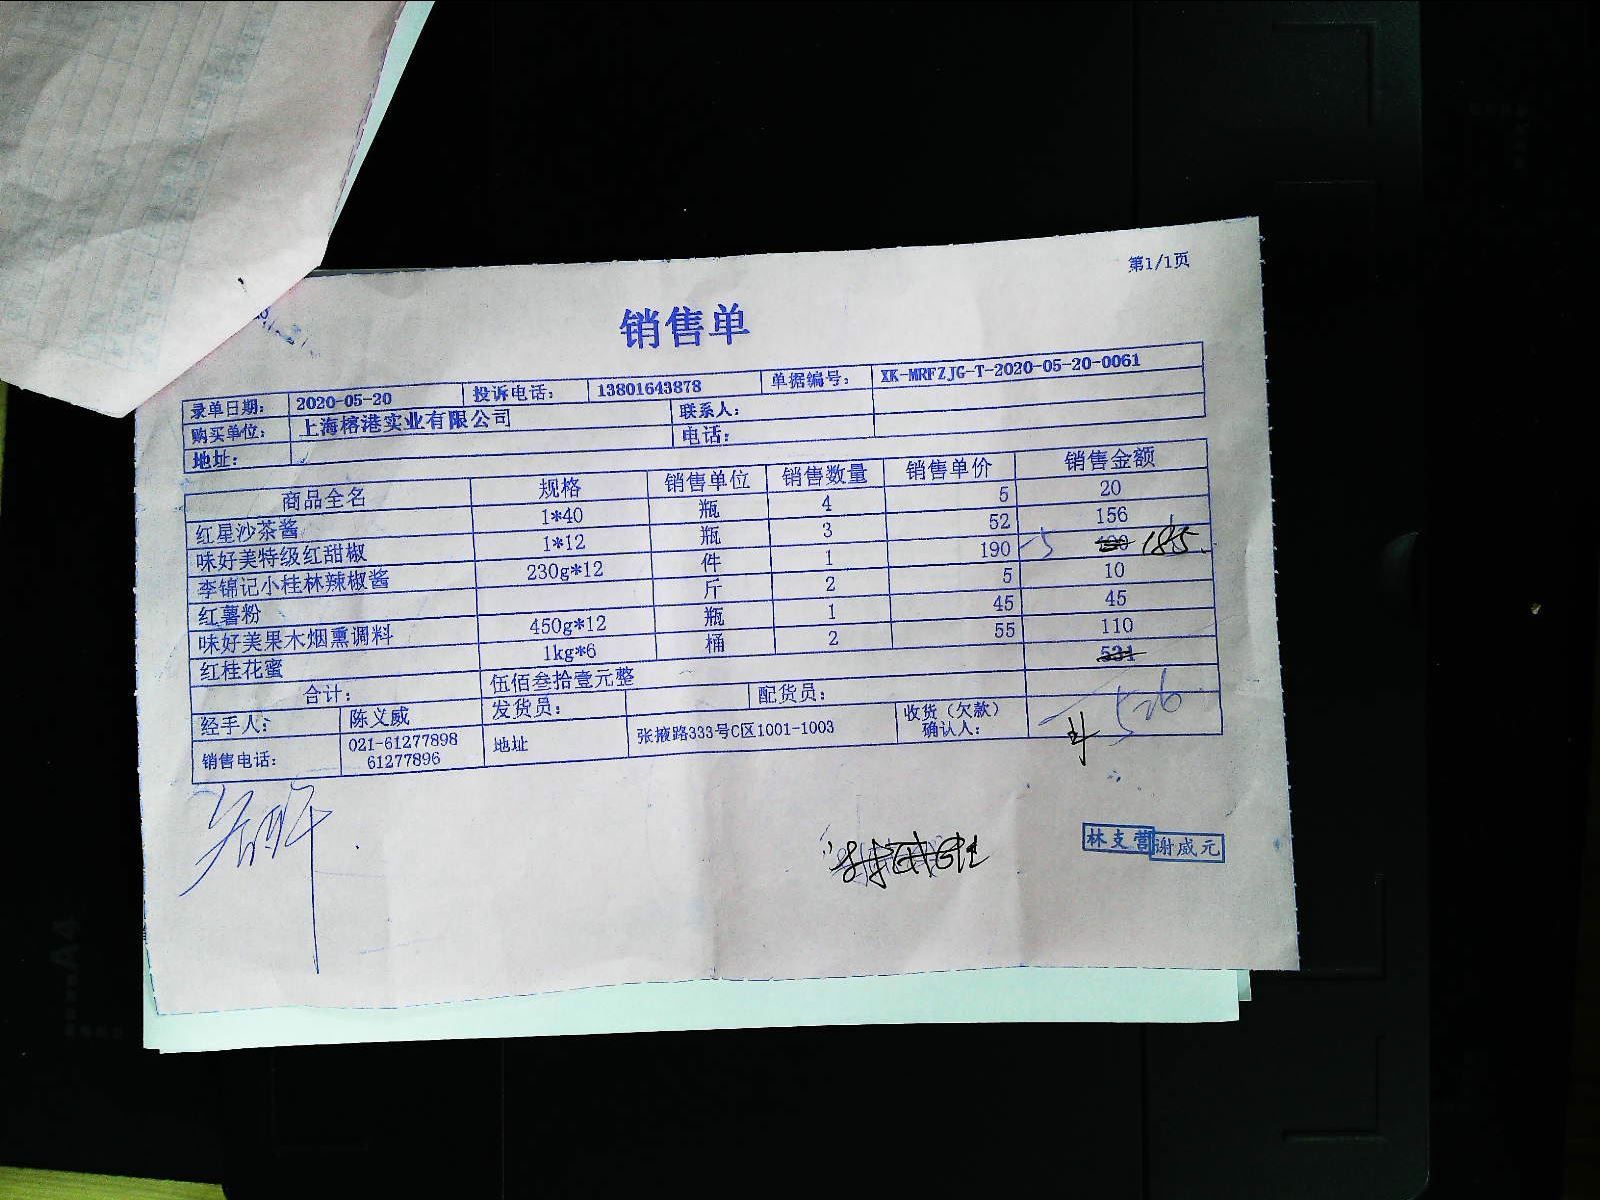 第1/1页
销售单
录单日期: 2020-05-20 投诉电话: 13801643878 单据编号: XK-MRFZJG-T-2020-05-20-0061
购买单位: 上海榕港实业有限公司 联系人:
地址: 电话:
商品全名 规格 销售单位 销售数量 销售单价 销售金额
红星沙茶酱 1*40 瓶 4 5 20
味好美特级红甜椒 1*12 瓶 3 52 156
李锦记小桂林辣椒酱 230g*12 件 1 190 -5 190 185
红薯粉 斤 2 5 10
味好美果木烟熏调料 450g*12 瓶 1 45 45
红桂花蜜 1kg*6 桶 2 55 110
合计: 伍佰叁拾壹元整 531
经手人: 陈义威 发货员: 配货员: 526
销售电话: 021-61277898 61277896 地址 张掖路333号C区1001-1003 收货（欠款）确认人:
林支营 谢咸元
A4